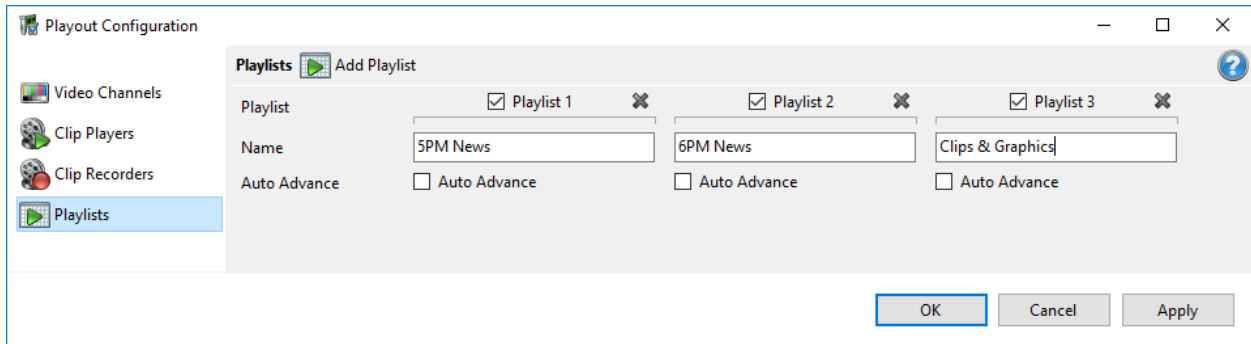 Playout Configuration
Playlists Add Playlist
Video Channels
Clip Players
Clip Recorders
Playlists
Playlist Playlist 1 Playlist 2 Playlist 3
Name 5PM News 6PM News Clips & Graphics
Auto Advance Auto Advance Auto Advance Auto Advance
OK Cancel Apply